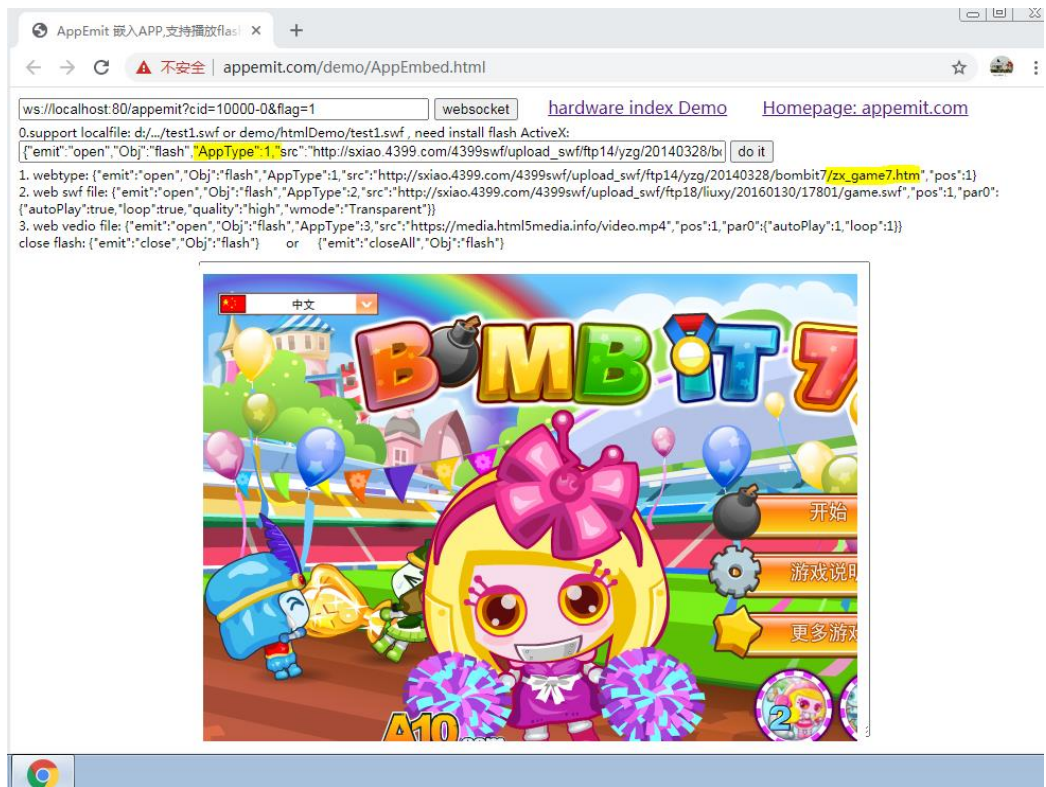 AppEmit 嵌入APP,支持播放flas
不安全 | appemit.com/demo/AppEmbed.html
ws://localhost:80/appemit?cid=10000-0&flag=1 websocket hardware index Demo Homepage: appemit.com
0.support localfile: d:/.../test1.swf or demo/htmlDemo/test1.swf , need install flash ActiveX:
{"emit":"open","Obj":"flash","AppType":1,"src":"http://sxiao.4399.com/4399swf/upload_swf/ftp14/yzg/20140328/bo do it
1. webtype: {"emit":"open","Obj":"flash","AppType":1,"src":"http://sxiao.4399.com/4399swf/upload_swf/ftp14/yzg/20140328/bombit7/zx_game7.htm","pos":1}
2. web swf file: {"emit":"open","Obj":"flash","AppType":2,"src":"http://sxiao.4399.com/4399swf/upload_swf/ftp18/liuxy/20160130/17801/game.swf","pos":1,"par0":
{"autoPlay":true,"loop":true,"quality":"high","wmode":"Transparent"}}
3. web vedio file: {"emit":"open","Obj":"flash","AppType":3,"src":"https://media.html5media.info/video.mp4","pos":1,"par0":{"autoPlay":1,"loop":1}}
close flash: {"emit":"close","Obj":"flash"} or {"emit":"closeAll","Obj":"flash"}
中文
BOMB IT 7
开始
游戏说明
更多游戏
2
A10.com